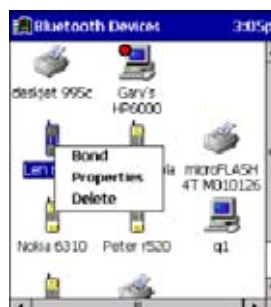 Bluetooth Devices 3:05p
deskjet 995c
Gary's
HP6000
Bond
Properties
Delete
Len
microFLASH
4T M010126
Nokia 6310
Peter r520
q1